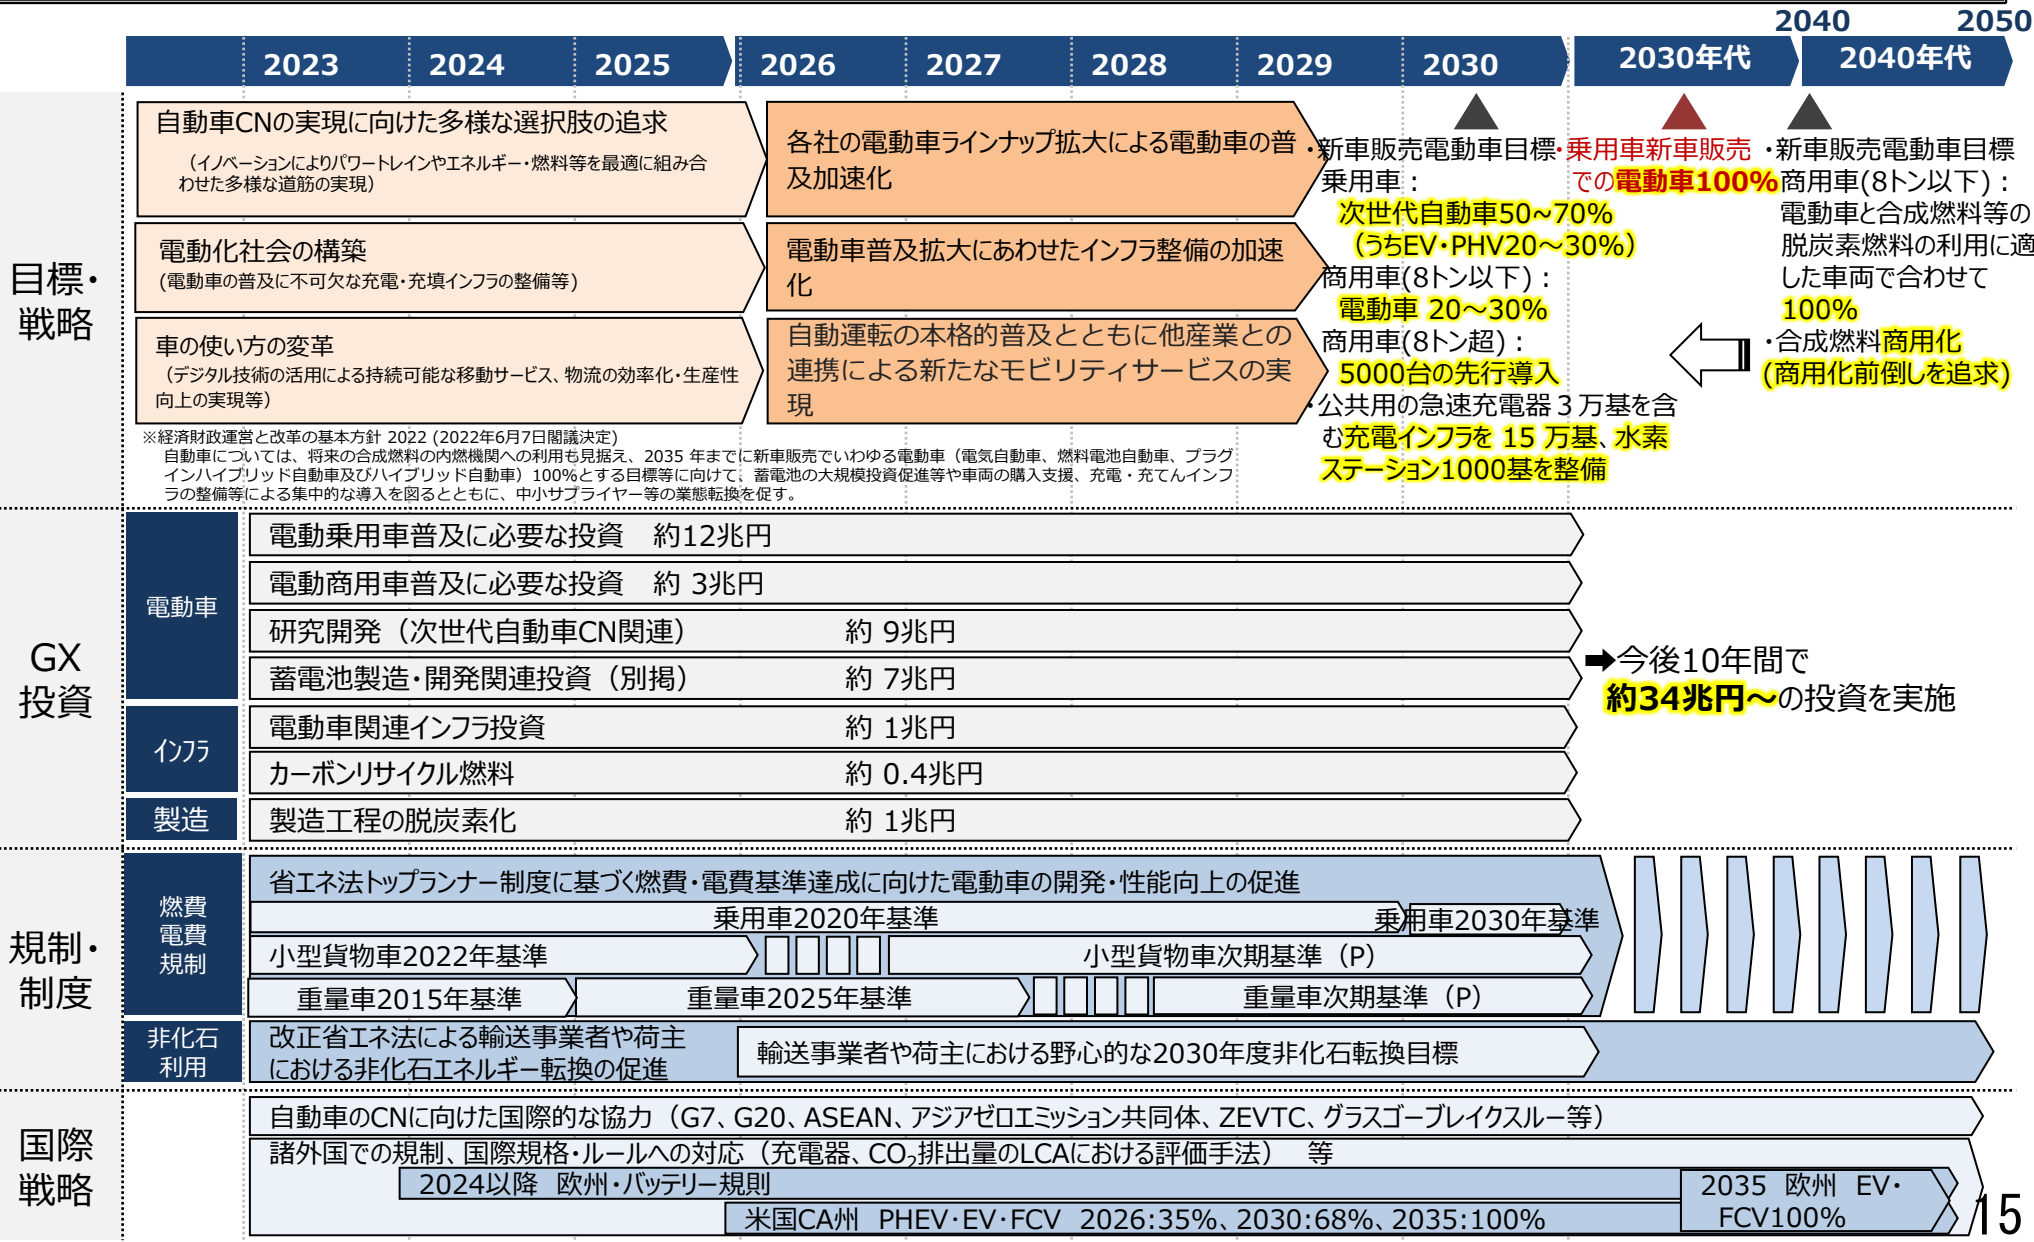 2040
2050
2023
2024
2025
2026
2027
2028
2029
2030
2030年代
2040年代
目標・
戦略
自動車CNの実現に向けた多様な選択肢の追求
（イノベーションによりパワートレインやエネルギー・燃料等を最適に組み合
わせた多様な道筋の実現）
各社の電動車ラインナップ拡大による電動車の普
及加速化
電動化社会の構築
(電動車の普及に不可欠な充電・充填インフラの整備等)
電動車普及拡大にあわせたインフラ整備の加速
化
車の使い方の変革
（デジタル技術の活用による持続可能な移動サービス、物流の効率化・生産性
向上の実現等）
自動運転の本格的普及とともに他産業との
連携による新たなモビリティサービスの実
現
・新車販売電動車目標
乗用車：
次世代自動車50~70%
（うちEV・PHV20～30%）
商用車(8トン以下)：
電動車 20～30%
商用車(8トン超)：
5000台の先行導入
・公共用の急速充電器３万基を含
む充電インフラを 15 万基、水素
ステーション1000基を整備
・乗用車新車販売
での電動車100%
・新車販売電動車目標
商用車(8トン以下)：
電動車と合成燃料等の
脱炭素燃料の利用に適
した車両で合わせて
100%
・合成燃料商用化
(商用化前倒しを追求)
※経済財政運営と改革の基本方針 2022 (2022年6月7日閣議決定)
自動車については、将来の合成燃料の内燃機関への利用も見据え、2035 年までに新車販売でいわゆる電動車（電気自動車、燃料電池自動車、プラグ
インハイブリッド自動車及びハイブリッド自動車）100%とする目標等に向けて、蓄電池の大規模投資促進等や車両の購入支援、充電・充てんインフ
ラの整備等による集中的な導入を図るとともに、中小サプライヤー等の業態転換を促す。
GX
投資
電動車
電動乗用車普及に必要な投資 約12兆円
電動商用車普及に必要な投資 約 3兆円
研究開発（次世代自動車CN関連） 約 9兆円
蓄電池製造・開発関連投資（別掲） 約 7兆円
インフラ
電動車関連インフラ投資 約 1兆円
カーボンリサイクル燃料 約 0.4兆円
製造
製造工程の脱炭素化 約 1兆円
➡今後10年間で
約34兆円～の投資を実施
規制・
制度
燃費
電費
規制
省エネ法トップランナー制度に基づく燃費・電費基準達成に向けた電動車の開発・性能向上の促進
乗用車2020年基準
乗用車2030年基準
小型貨物車2022年基準
小型貨物車次期基準（P）
重量車2015年基準
重量車2025年基準
重量車次期基準（P）
非化石
利用
改正省エネ法による輸送事業者や荷主
における非化石エネルギー転換の促進
輸送事業者や荷主における野心的な2030年度非化石転換目標
国際
戦略
自動車のCNに向けた国際的な協力（G7、G20、ASEAN、アジアゼロエミッション共同体、ZEVTC、グラスゴーブレイクスルー等）
諸外国での規制、国際規格・ルールへの対応（充電器、CO₂排出量のLCAにおける評価手法） 等
2024以降 欧州・バッテリー規則
2035 欧州 EV・
FCV100%
米国CA州 PHEV・EV・FCV 2026:35%、2030:68%、2035:100%
15